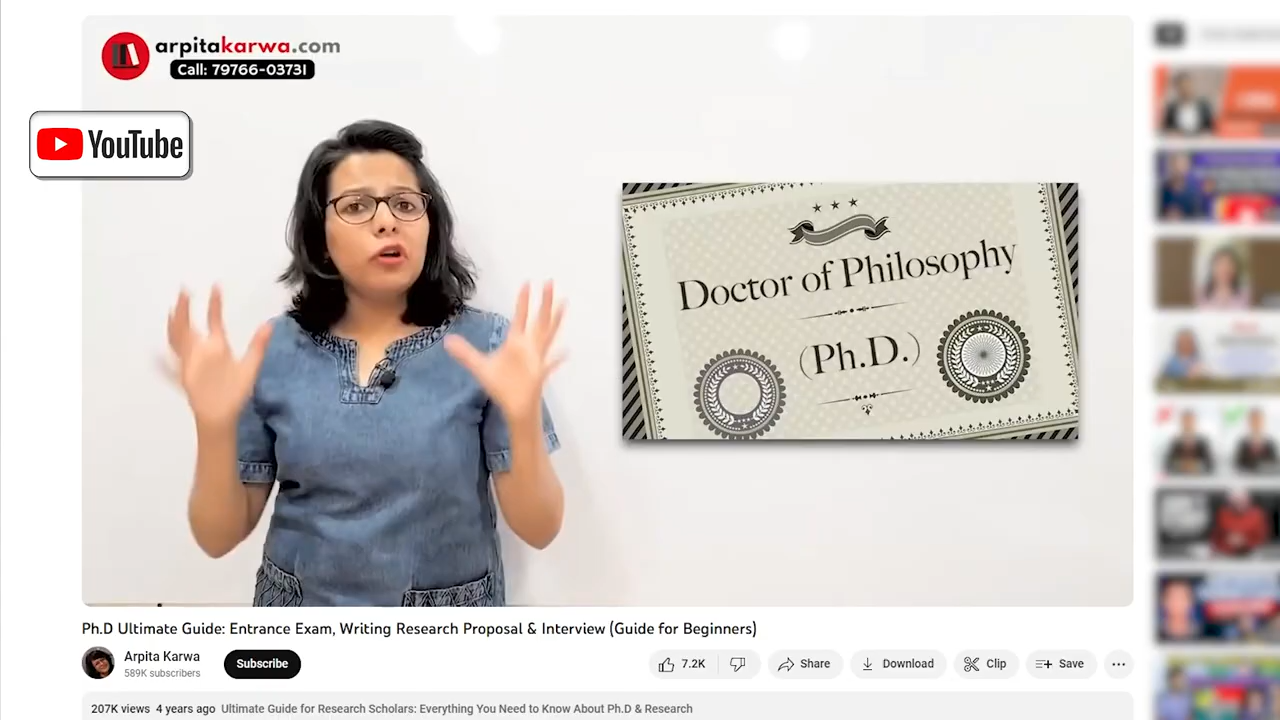 arpitakarwa.com
Call: 79766-03731
YouTube
Doctor of Philosophy
(Ph.D.)
Ph.D Ultimate Guide: Entrance Exam, Writing Research Proposal & Interview (Guide for Beginners)
Arpita Karwa
589K subscribers
Subscribe
7.2K
Share
Download
Clip
Save
207K views 4 years ago Ultimate Guide for Research Scholars: Everything You Need to Know About Ph.D & Research